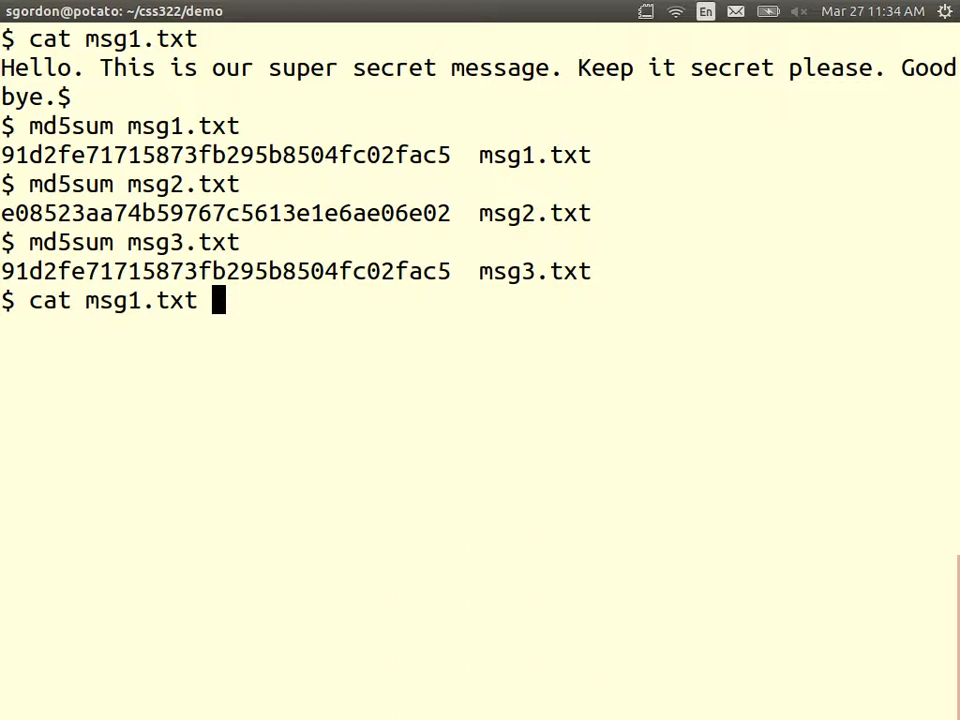 sgordon@potato: ~/css322/demo
En
Mar 27 11:34 AM
$ cat msg1.txt
Hello. This is our super secret message. Keep it secret please. Good
bye.$
$ md5sum msg1.txt
91d2fe71715873fb295b8504fc02fac5  msg1.txt
$ md5sum msg2.txt
e08523aa74b59767c5613e1e6ae06e02  msg2.txt
$ md5sum msg3.txt
91d2fe71715873fb295b8504fc02fac5  msg3.txt
$ cat msg1.txt